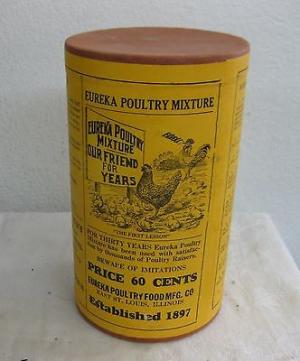 EUREKA POULTRY MIXTURE
EUREKA POULTRY
MIXTURE
OUR FRIEND
FOR
YEARS
"THE FIRST LESSON"
FOR THIRTY YEARS Eureka Poultry
Mixture has been used with satisfac-
tion by thousands of Poultry Raisers.
BEWARE OF IMITATIONS
PRICE 60 CENTS
EUREKA POULTRY FOOD MFG. CO
EAST ST. LOUIS, ILLINOIS
Established 1897